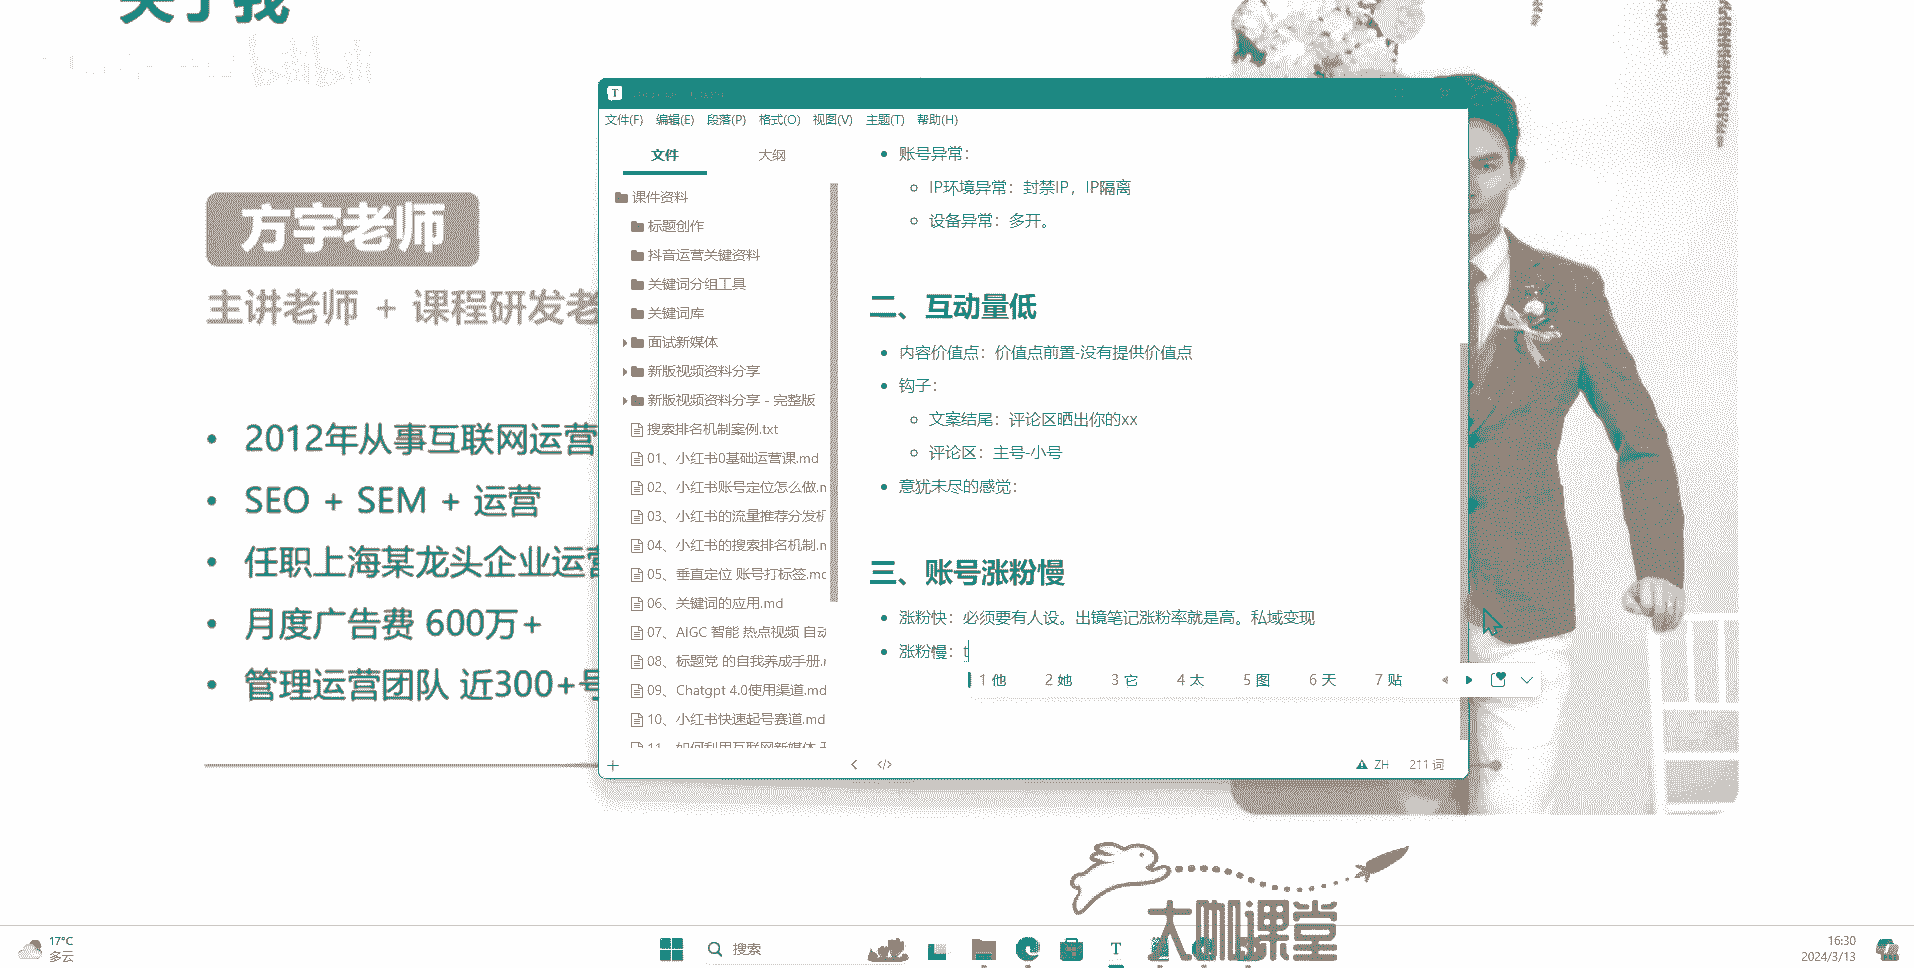 关于我
bilibili
方宇老师
主讲老师 + 课程研发老
2012年从事互联网运营
SEO + SEM + 运营
任职上海某龙头企业运营
月度广告费 600万+
管理运营团队 近300+号
文件(F) 编辑(E) 段落(P) 格式(O) 视图(V) 主题(T) 帮助(H)
文件 大纲
课件资料
标题创作
抖音运营关键资料
关键词分组工具
关键词库
面试新媒体
新版视频资料分享
新版视频资料分享 - 完整版
搜索排名机制案例.txt
01、小红书0基础运营课.md
02、小红书账号定位怎么做.n
03、小红书的流量推荐分发机
04、小红书的搜索排名机制.n
05、垂直定位 账号打标签.mc
06、关键词的应用.md
07、AIGC 智能 热点视频 自动
08、标题党 的自我养成手册.r
09、Chatgpt 4.0使用渠道.md
10、小红书快速起号赛道.md
11、如何利用互联网新媒体
账号异常：
IP环境异常：封禁IP，IP隔离
设备异常：多开。
二、互动量低
内容价值点：价值点前置-没有提供价值点
钩子：
文案结尾：评论区晒出你的xx
评论区：主号-小号
意犹未尽的感觉：
三、账号涨粉慢
涨粉快：必须要有人设。出镜笔记涨粉率就是高。私域变现
涨粉慢：t
1 他 2 她 3 它 4 太 5 图 6 天 7 贴
</> ZH 211 词
大咖课堂
17°C
多云
搜索
16:30
2024/3/13